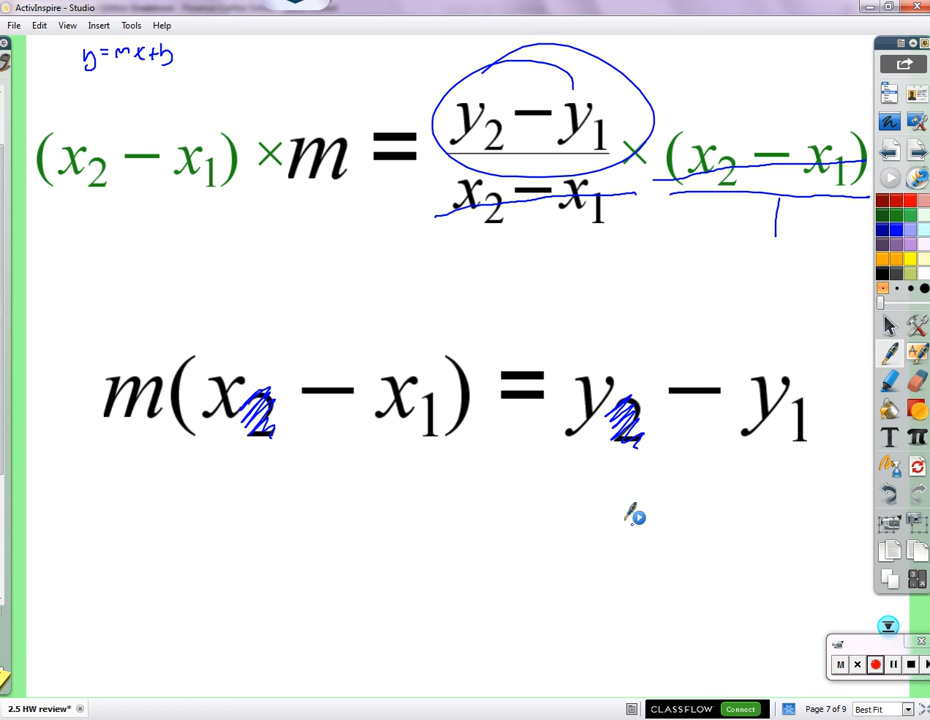 ActivInspire - Studio
File Edit View Insert Tools Help
y = mx + b
(x₂ − x₁) × m = (y₂ − y₁)/(x₂ − x₁) × (x₂ − x₁)
1
m(x₂ − x₁) = y₂ − y₁
M
2.5 HW review*
CLASSFLOW Connect
Page 7 of 9
Best Fit